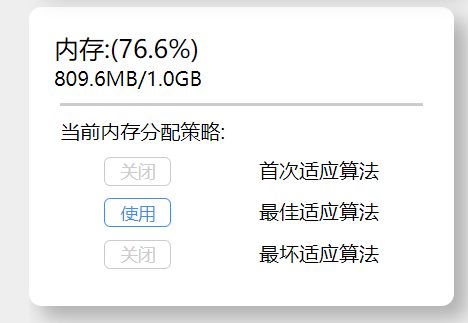 内存:(76.6%)
809.6MB/1.0GB
当前内存分配策略:
关闭 首次适应算法
使用 最佳适应算法
关闭 最坏适应算法